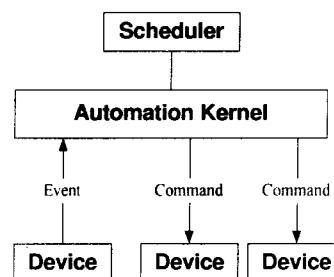 Scheduler
Automation Kernel
Event Command Command
Device Device Device